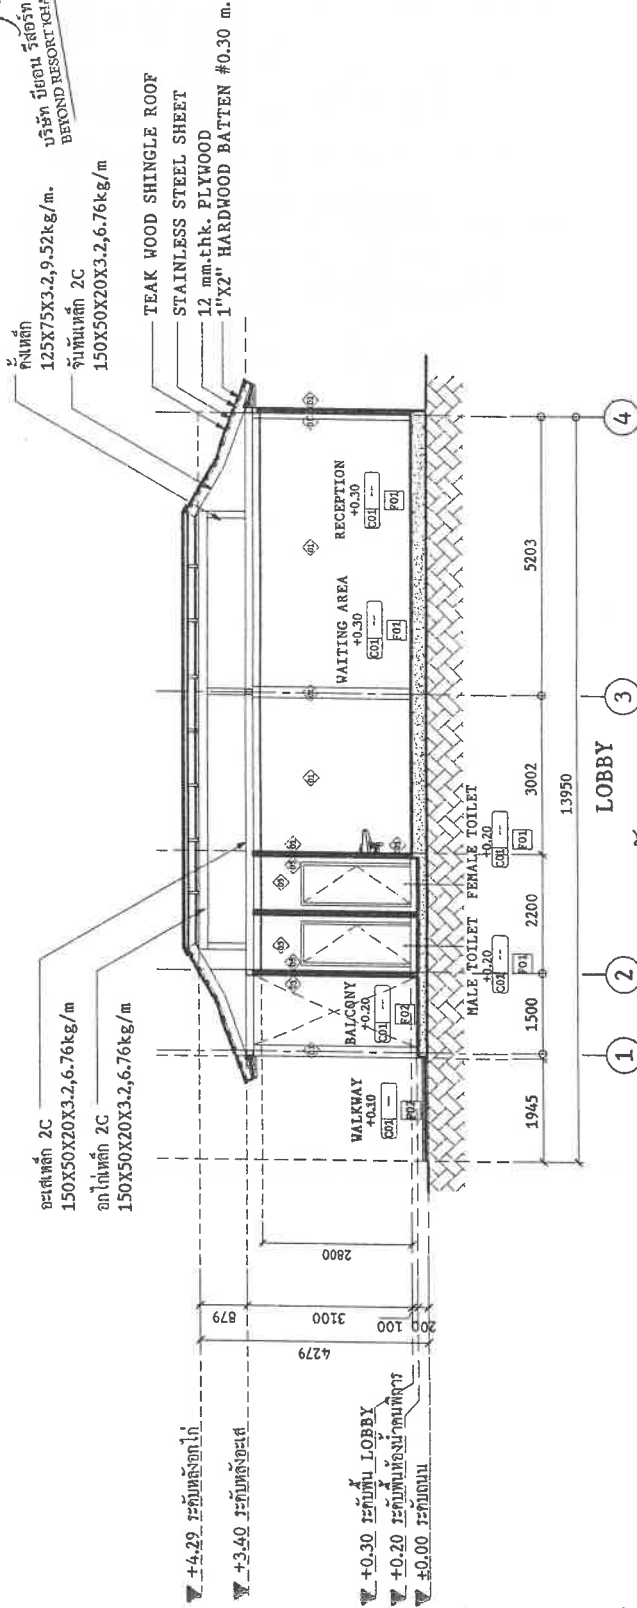 บริษัท บียอน รีสอร์ท
BEYOND RESORT KHA
ตั้งเหล็ก
125X75X3.2,9.52kg/m.
จันทันเหล็ก 2C
150X50X20X3.2,6.76kg/m
TEAK WOOD SHINGLE ROOF
STAINLESS STEEL SHEET
12 mm.thk. PLYWOOD
1"X2" HARDWOOD BATTEN #0.30 m.
อะเสเหล็ก 2C
150X50X20X3.2,6.76kg/m
อกไก่เหล็ก 2C
150X50X20X3.2,6.76kg/m
+4.29 ระดับหลังอกไก่
+3.40 ระดับหลังอะเส
+0.30 ระดับพื้น LOBBY
+0.20 ระดับพื้นห้องน้ำคนพิการ
+0.00 ระดับถนน
4279
879
3100
100
200
2800
WALKWAY
+0.10
C01 --
F02
BALCONY
+0.20
C01 --
F02
MALE TOILET
+0.20
C01 --
F01
FEMALE TOILET
+0.20
C01 --
F01
WAITING AREA
+0.30
C01 --
F01
RECEPTION
+0.30
C01 --
F01
1945
1500
2200
3002
5203
13950
1
2
3
4
LOBBY